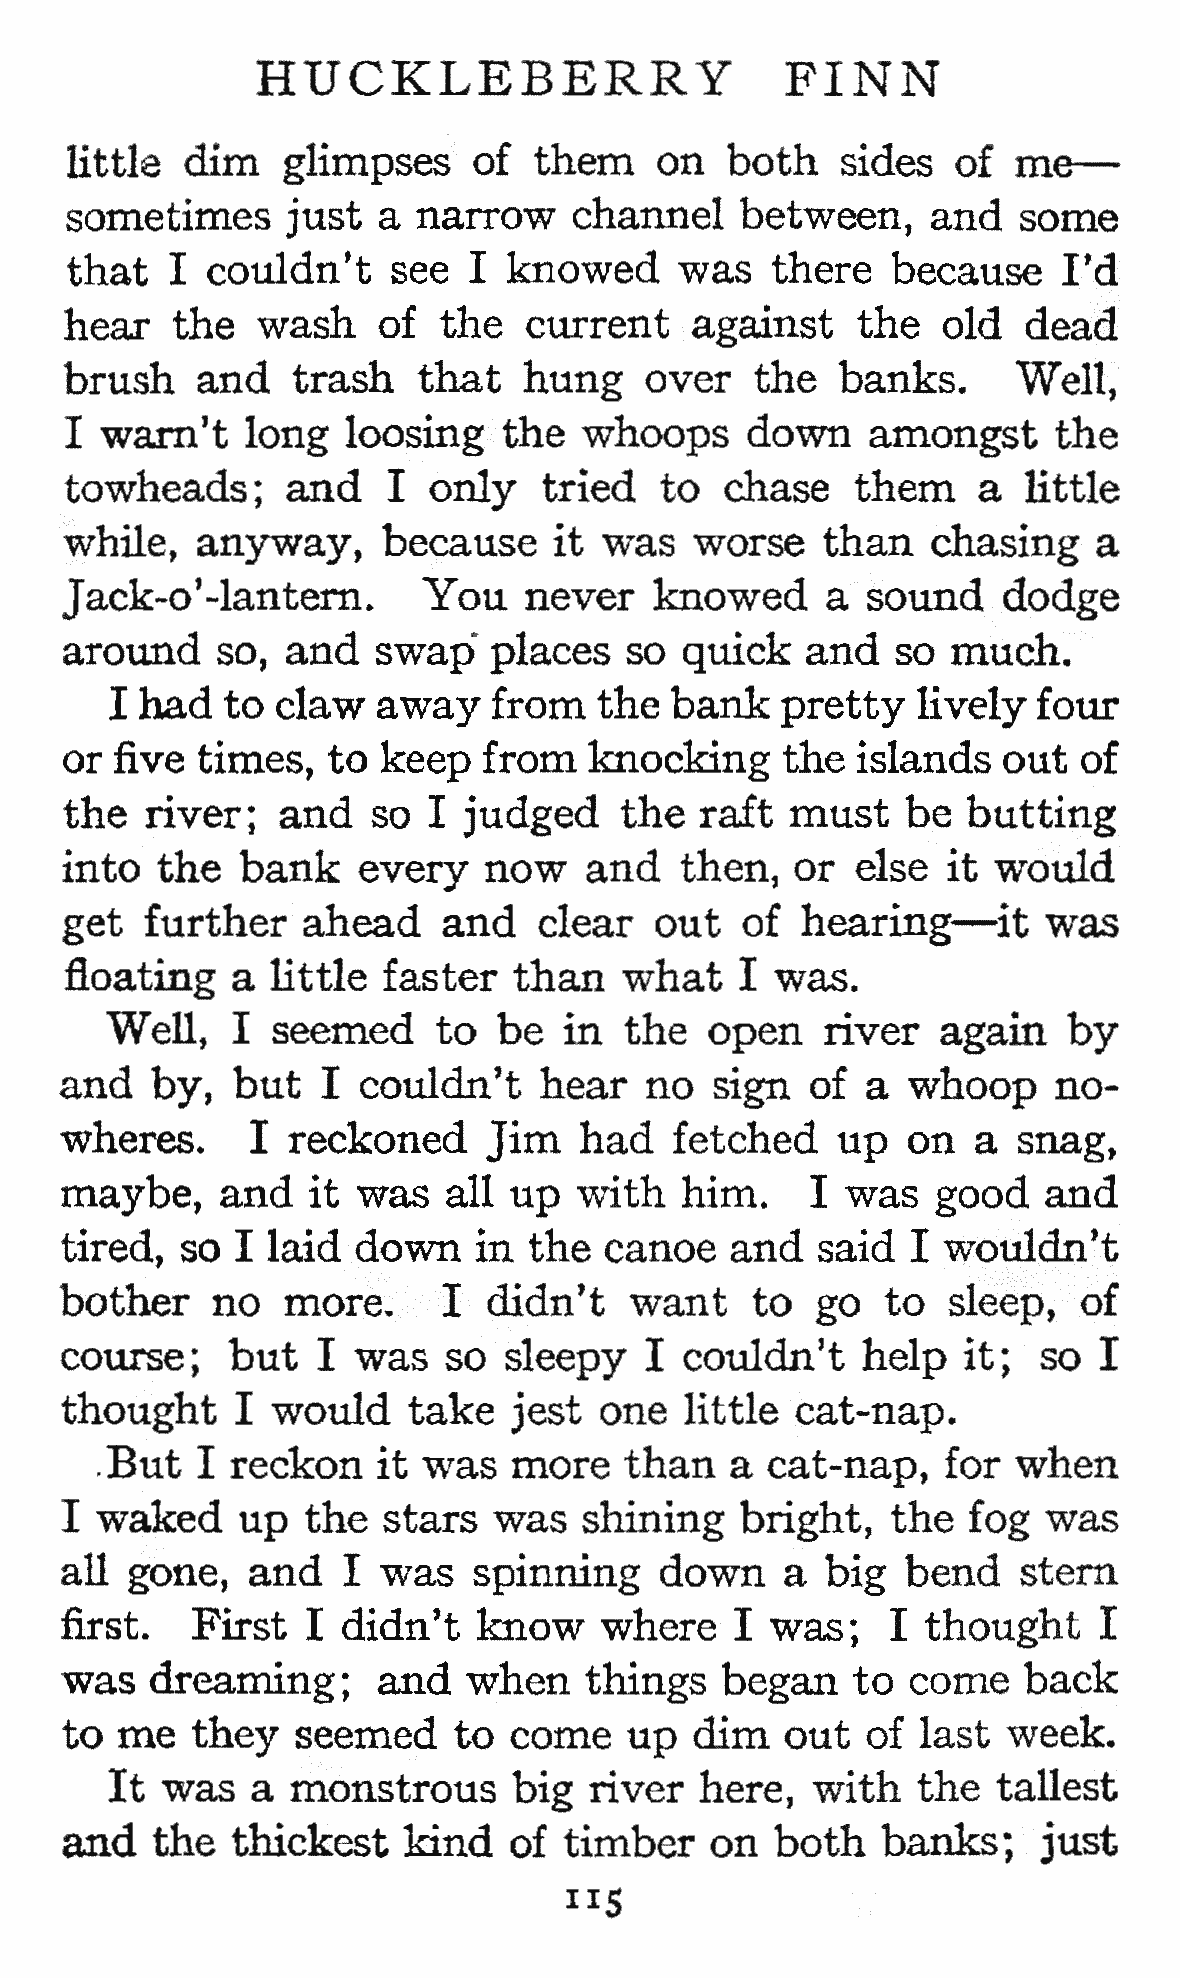 HUCKLEBERRY FINN
little dim glimpses of them on both sides of me—
sometimes just a narrow channel between, and some
that I couldn't see I knowed was there because I'd
hear the wash of the current against the old dead
brush and trash that hung over the banks. Well,
I warn't long loosing the whoops down amongst the
towheads; and I only tried to chase them a little
while, anyway, because it was worse than chasing a
Jack-o'-lantern. You never knowed a sound dodge
around so, and swap places so quick and so much.
I had to claw away from the bank pretty lively four
or five times, to keep from knocking the islands out of
the river; and so I judged the raft must be butting
into the bank every now and then, or else it would
get further ahead and clear out of hearing—it was
floating a little faster than what I was.
Well, I seemed to be in the open river again by
and by, but I couldn't hear no sign of a whoop no-
wheres. I reckoned Jim had fetched up on a snag,
maybe, and it was all up with him. I was good and
tired, so I laid down in the canoe and said I wouldn't
bother no more. I didn't want to go to sleep, of
course; but I was so sleepy I couldn't help it; so I
thought I would take jest one little cat-nap.
But I reckon it was more than a cat-nap, for when
I waked up the stars was shining bright, the fog was
all gone, and I was spinning down a big bend stern
first. First I didn't know where I was; I thought I
was dreaming; and when things began to come back
to me they seemed to come up dim out of last week.
It was a monstrous big river here, with the tallest
and the thickest kind of timber on both banks; just
115